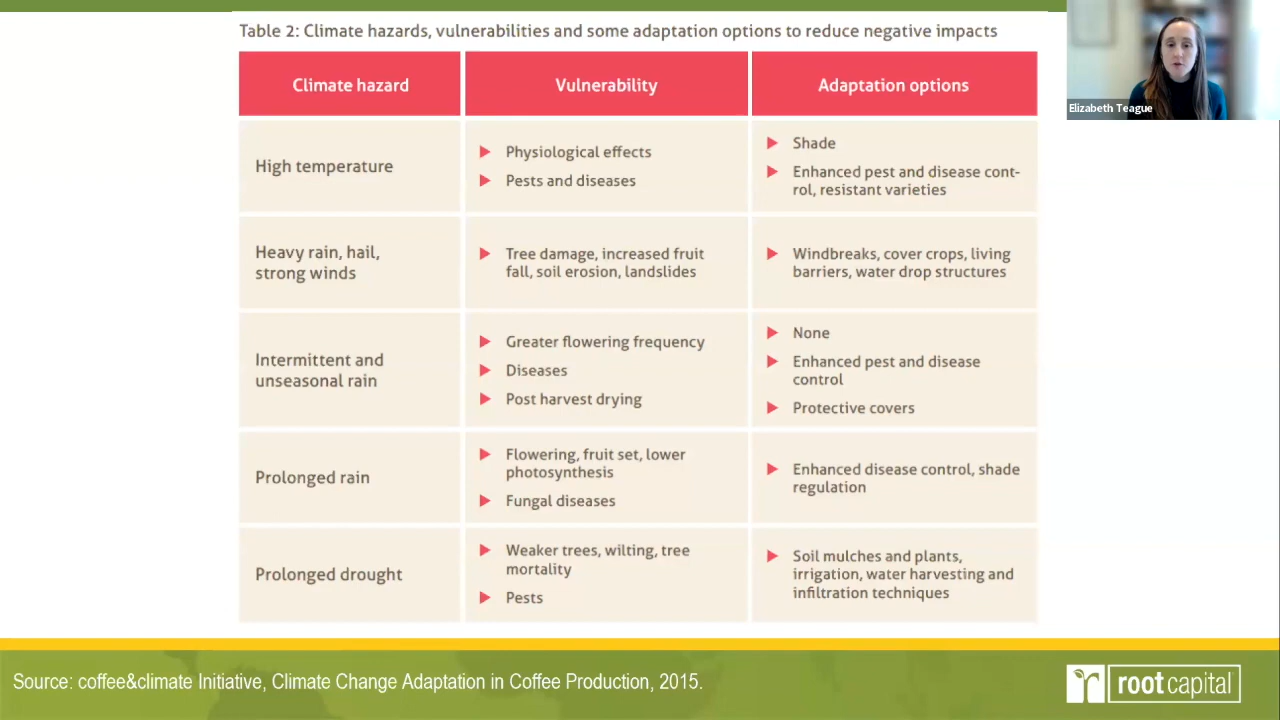 Table 2: Climate hazards, vulnerabilities and some adaptation options to reduce negative impacts
Elizabeth Teague
Climate hazard
Vulnerability
Adaptation options
High temperature
Physiological effects
Pests and diseases
Shade
Enhanced pest and disease cont-
rol, resistant varieties
Heavy rain, hail,
strong winds
Tree damage, increased fruit
fall, soil erosion, landslides
Windbreaks, cover crops, living
barriers, water drop structures
Intermittent and
unseasonal rain
Greater flowering frequency
Diseases
Post harvest drying
None
Enhanced pest and disease
control
Protective covers
Prolonged rain
Flowering, fruit set, lower
photosynthesis
Fungal diseases
Enhanced disease control, shade
regulation
Prolonged drought
Weaker trees, wilting, tree
mortality
Pests
Soil mulches and plants,
irrigation, water harvesting and
infiltration techniques
Source: coffee&climate Initiative, Climate Change Adaptation in Coffee Production, 2015.
root capital